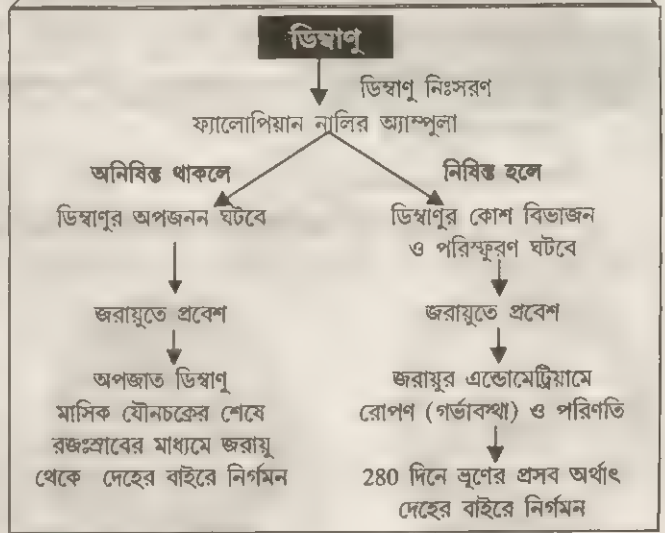 ডিম্বাণু
ডিম্বাণু নিঃসরণ
ফ্যালোপিয়ান নালির অ্যাম্পুলা
অনিষিক্ত থাকলে
ডিম্বাণুর অপজনন ঘটবে
জরায়ুতে প্রবেশ
অপজাত ডিম্বাণু
মাসিক যৌনচক্রের শেষে
রজঃস্রাবের মাধ্যমে জরায়ু
থেকে দেহের বাইরে নির্গমন
নিষিক্ত হলে
ডিম্বাণুর কোশ বিভাজন
ও পরিস্ফুরণ ঘটবে
জরায়ুতে প্রবেশ
জরায়ুর এন্ডোমেট্রিয়ামে
রোপণ (গর্ভাবস্থা) ও পরিণতি
280 দিনে ভ্রূণের প্রসব অর্থাৎ
দেহের বাইরে নির্গমন